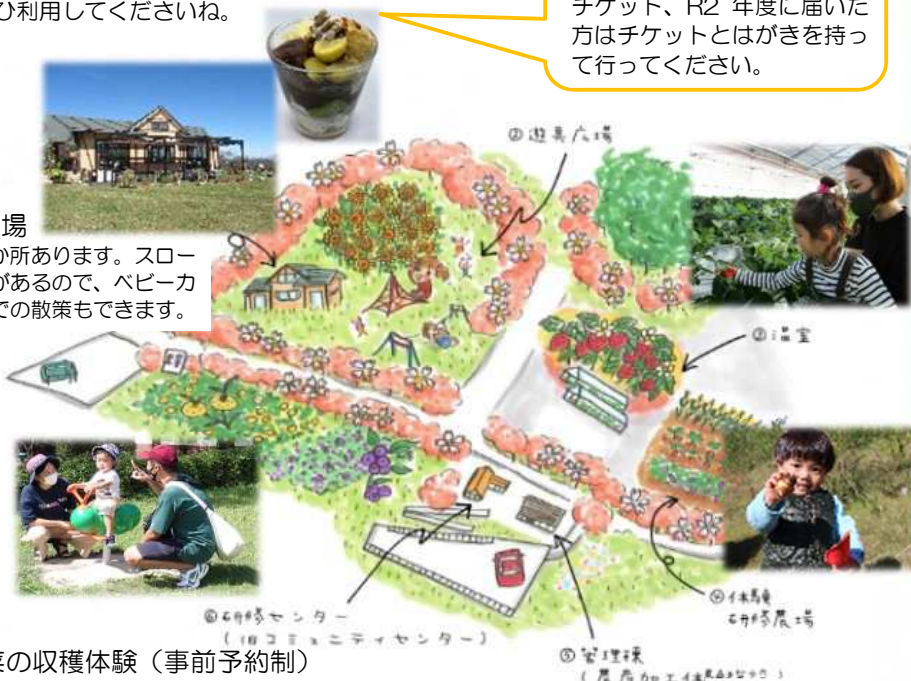 ひ利用してくださいね。
チケット、R2 年度に届いた
方はチケットとはがきを持っ
て行ってください。
②遊具広場
場
か所あります。スロー
があるので、ベビーカ
での散策もできます。
③温室
④体験
研修農場
⑥研修センター
(旧コミュニティセンター)
⑤管理棟
菜の収穫体験（事前予約制）